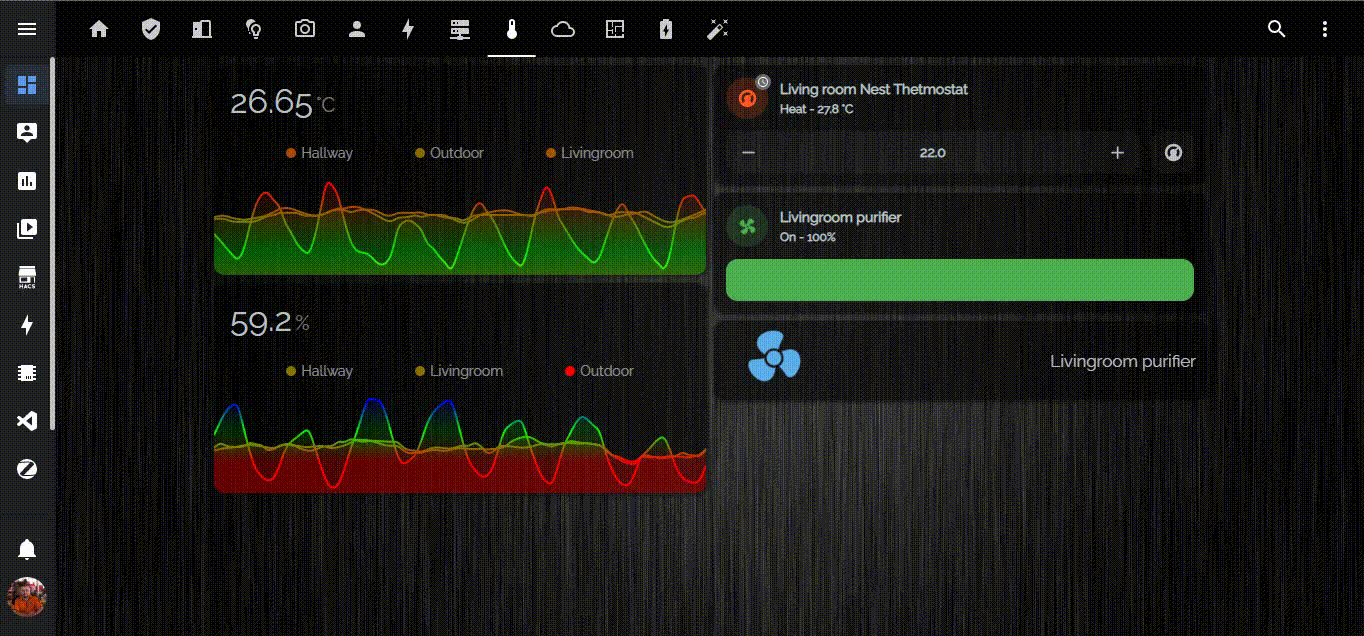 26.65°C
Hallway Outdoor Livingroom
59.2%
Hallway Livingroom Outdoor
Living room Nest Thetmostat
Heat - 27.8 °C
22.0
Livingroom purifier
On - 100%
Livingroom purifier
HACS